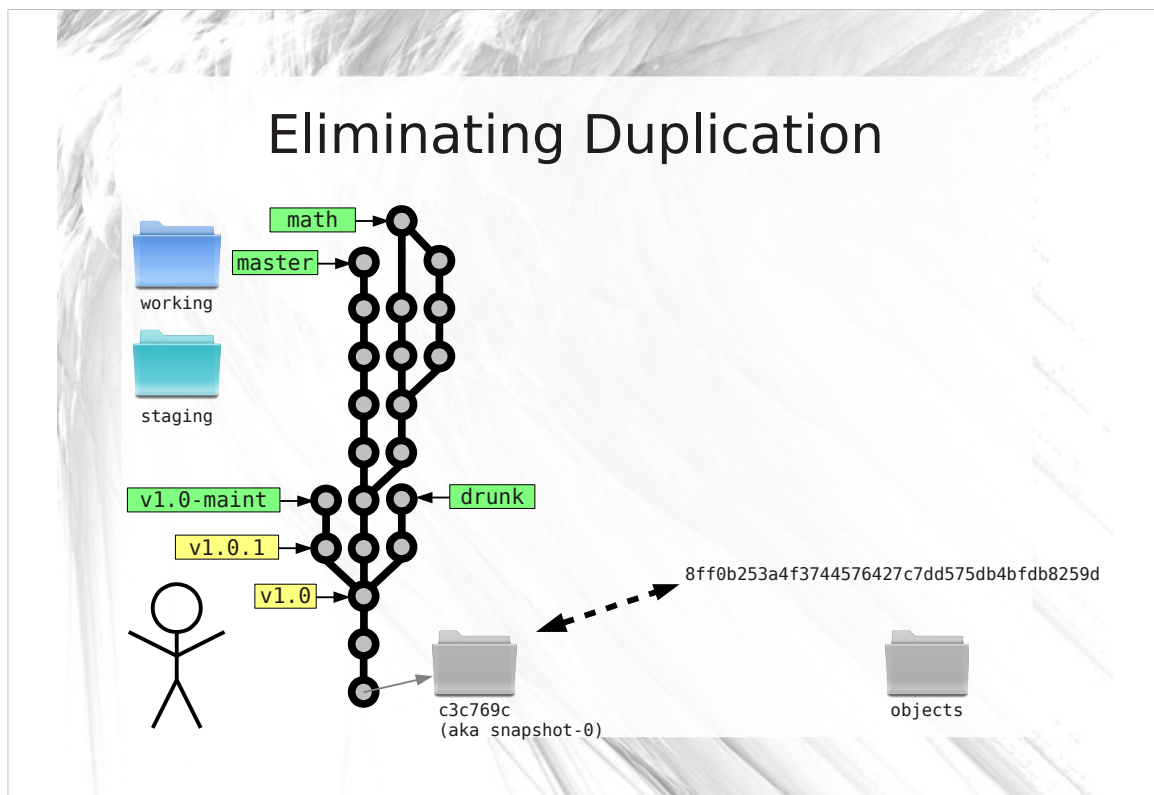 Eliminating Duplication
math
master
working
staging
v1.0-maint
drunk
v1.0.1
v1.0
8ff0b253a4f3744576427c7dd575db4bfdb8259d
c3c769c
(aka snapshot-0)
objects